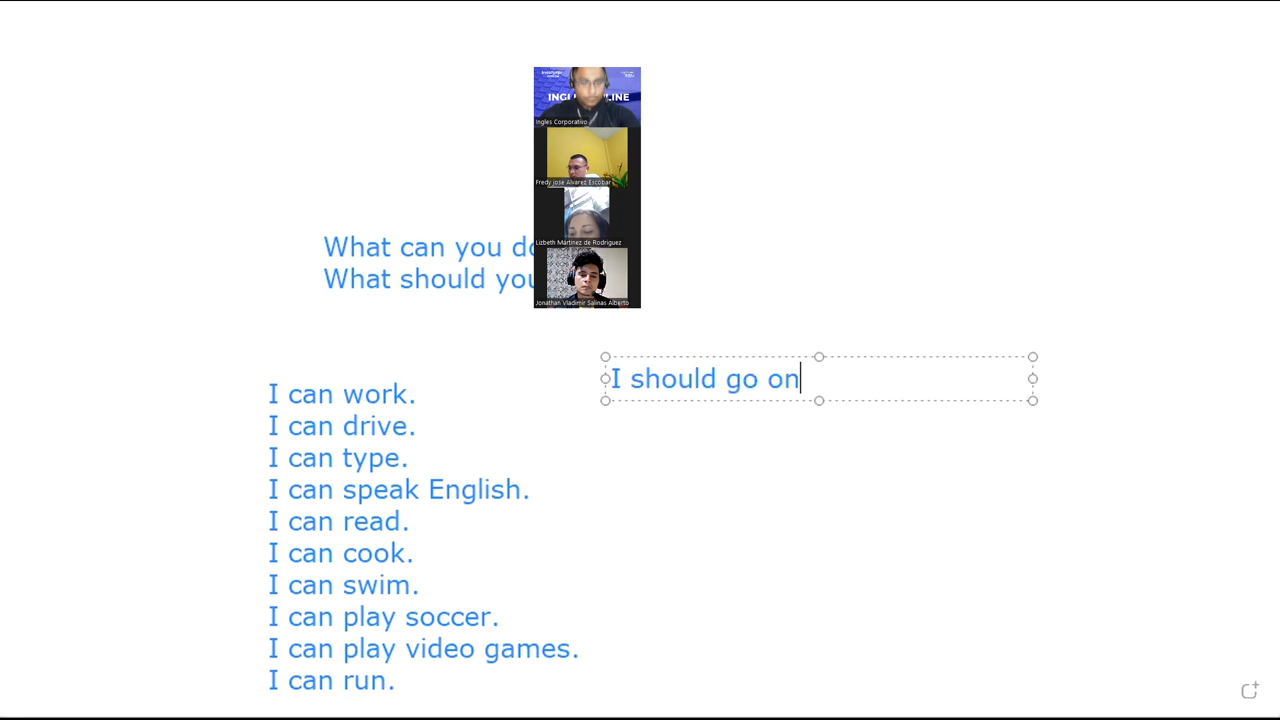 INGL
LINE
Ingles Corporativo
Fredy jose Alvarez Escobar
Lizbeth Martinez de Rodriguez
Jonathan Vladimir Salinas Alberto
What can you do
What should you
I should go on
I can work.
I can drive.
I can type.
I can speak English.
I can read.
I can cook.
I can swim.
I can play soccer.
I can play video games.
I can run.